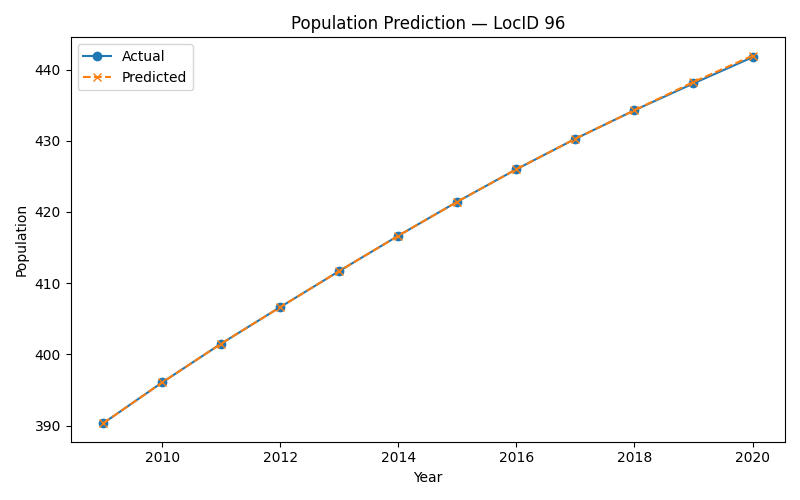 Population Prediction — LocID 96
Actual
Predicted
440
430
420
410
400
390
Population
2010 2012 2014 2016 2018 2020
Year